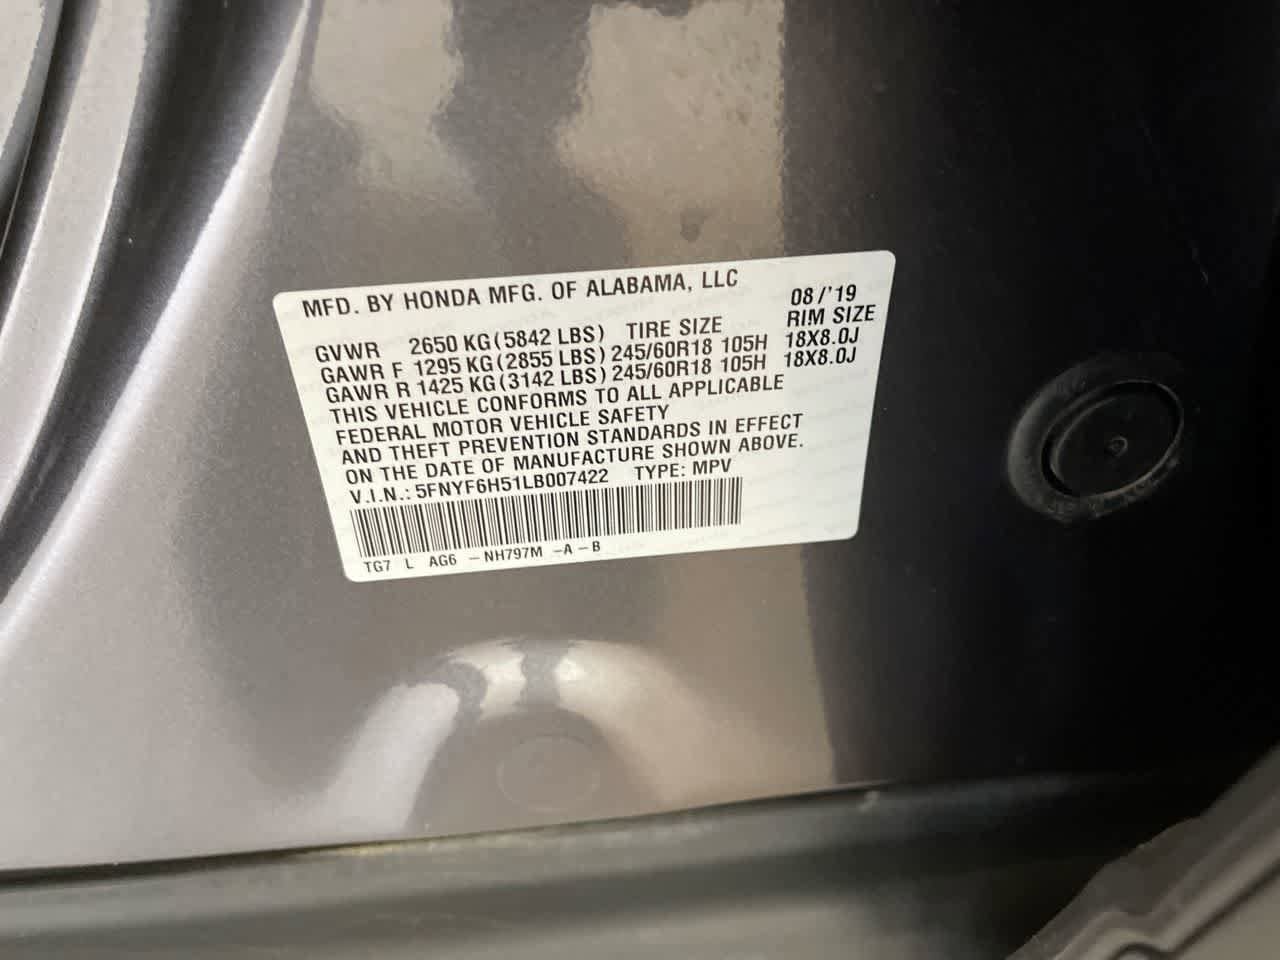 MFD. BY HONDA MFG. OF ALABAMA, LLC 08/'19
GVWR 2650 KG(5842 LBS) TIRE SIZE RIM SIZE
GAWR F 1295 KG(2855 LBS) 245/60R18 105H 18X8.0J
GAWR R 1425 KG(3142 LBS) 245/60R18 105H 18X8.0J
THIS VEHICLE CONFORMS TO ALL APPLICABLE
FEDERAL MOTOR VEHICLE SAFETY
AND THEFT PREVENTION STANDARDS IN EFFECT
ON THE DATE OF MANUFACTURE SHOWN ABOVE.
V.I.N.: 5FNYF6H51LB007422 TYPE: MPV
TG7 L AG6 -NH797M -A-B